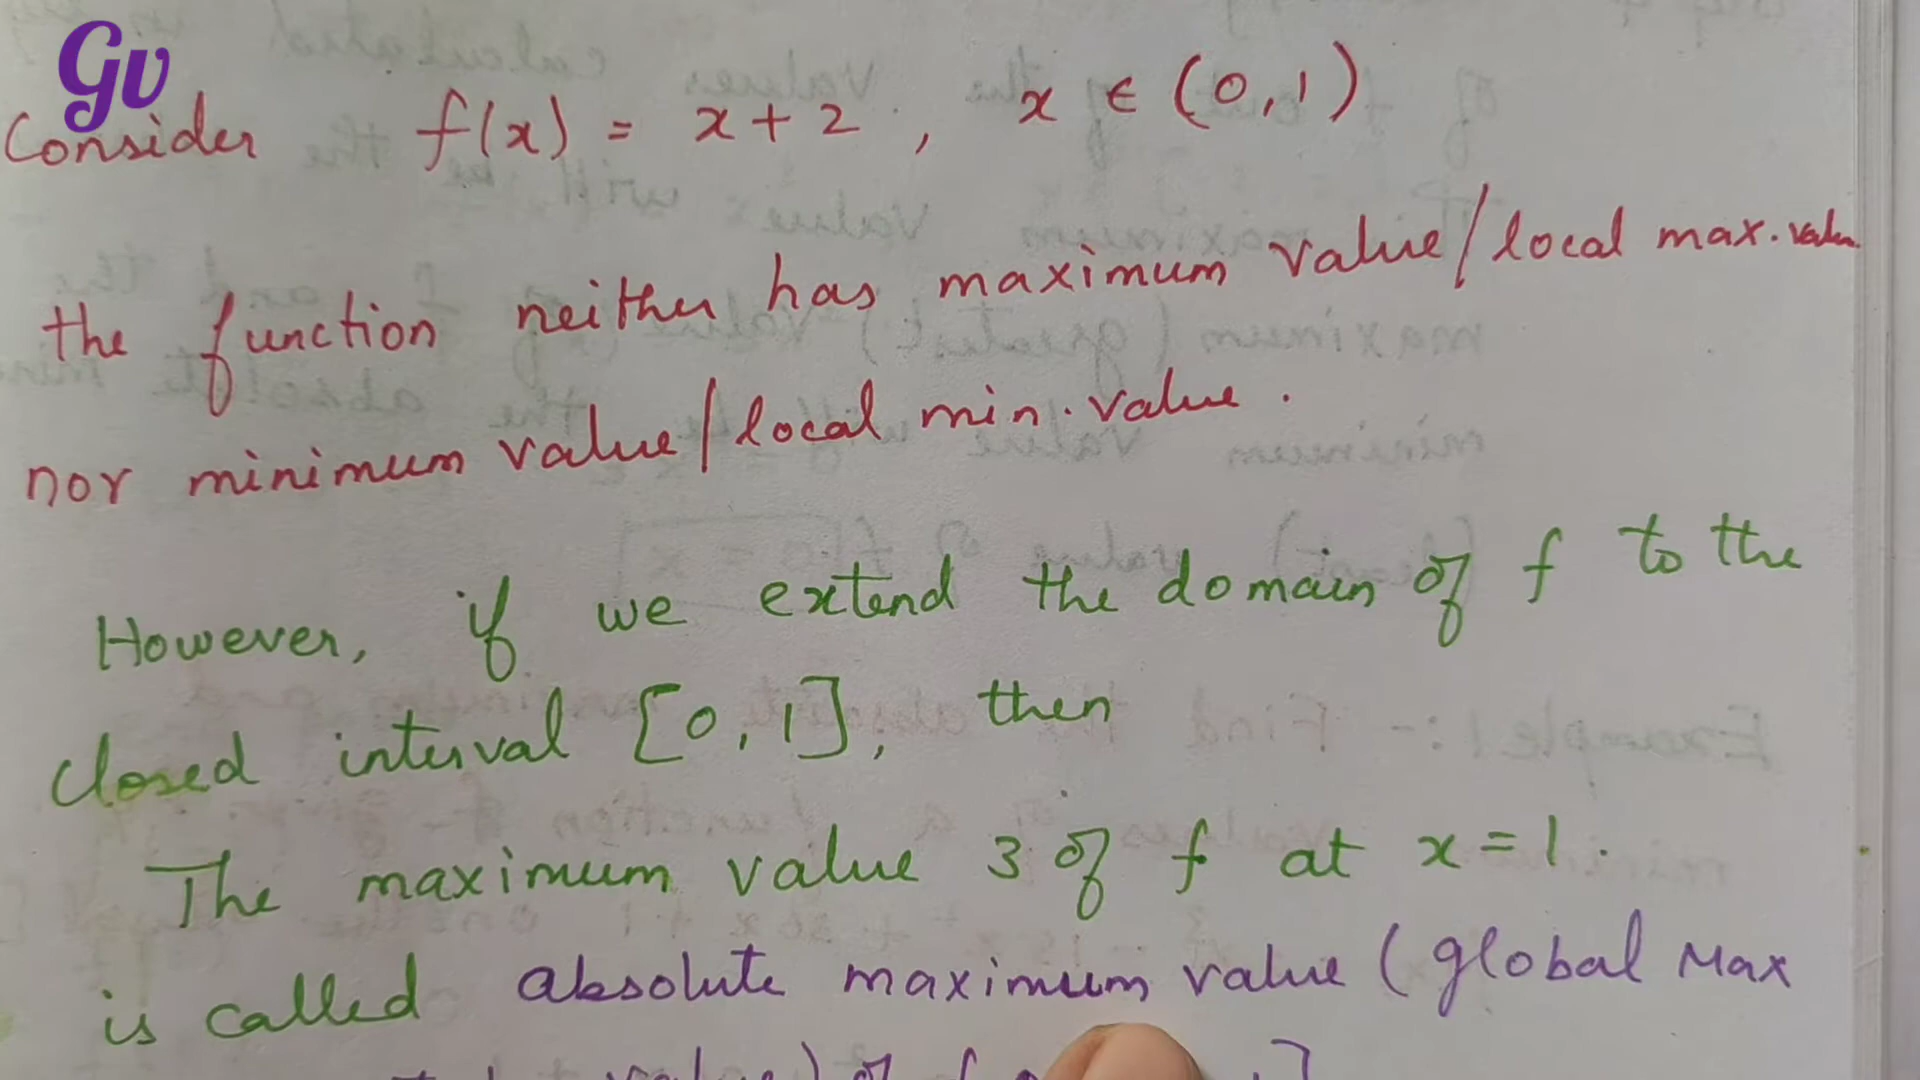 Gv
Consider f(x) = x + 2 , x ∈ (0,1)
the function neither has maximum value/local max. value
nor minimum value/local min. value .
However, if we extend the domain of f to the
closed interval [0,1], then
The maximum value 3 of f at x=1.
is called absolute maximum value (global Max
value) of f